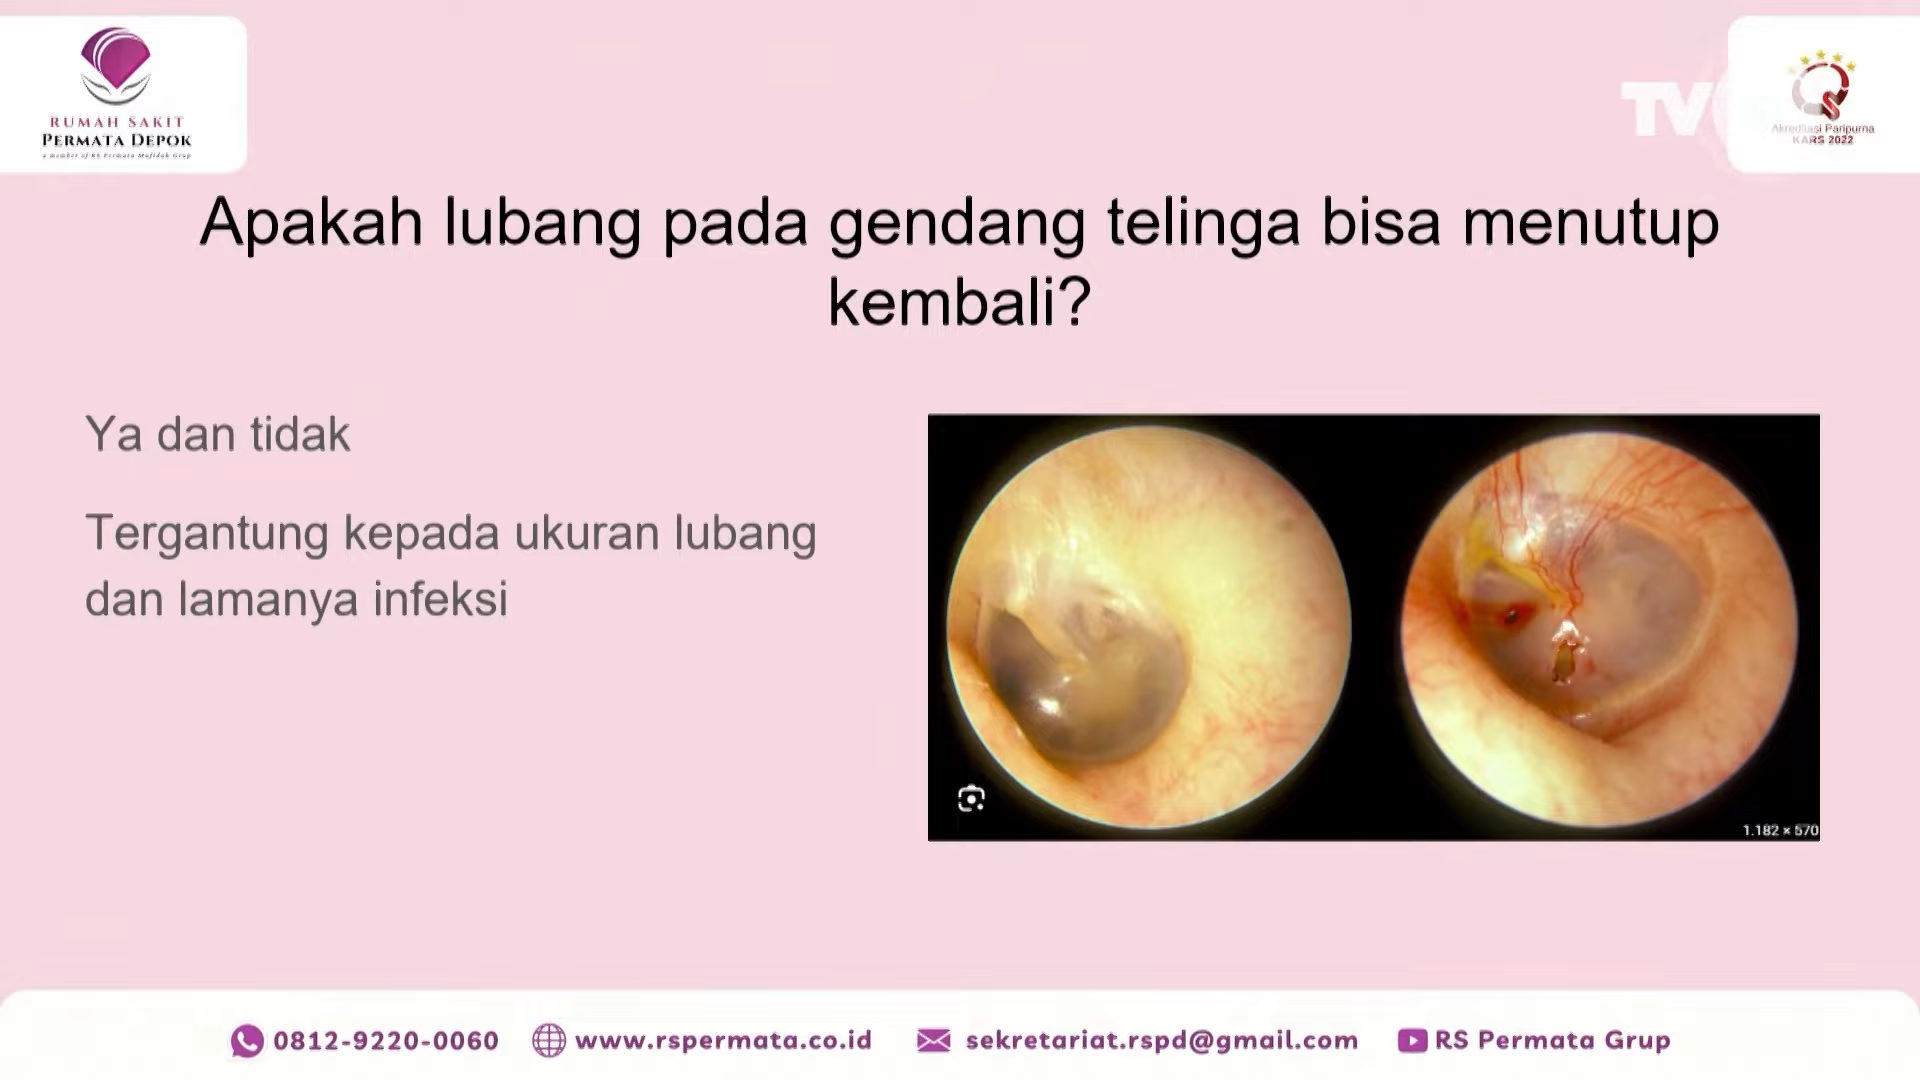 RUMAH SAKIT
PERMATA DEPOK
a member of RS Permata Mufidah Grup
TV
Akreditasi Paripurna
KARS 2022
Apakah lubang pada gendang telinga bisa menutup
kembali?
Ya dan tidak
Tergantung kepada ukuran lubang
dan lamanya infeksi
1.182 × 570
0812-9220-0060
www.rspermata.co.id
sekretariat.rspd@gmail.com
RS Permata Grup